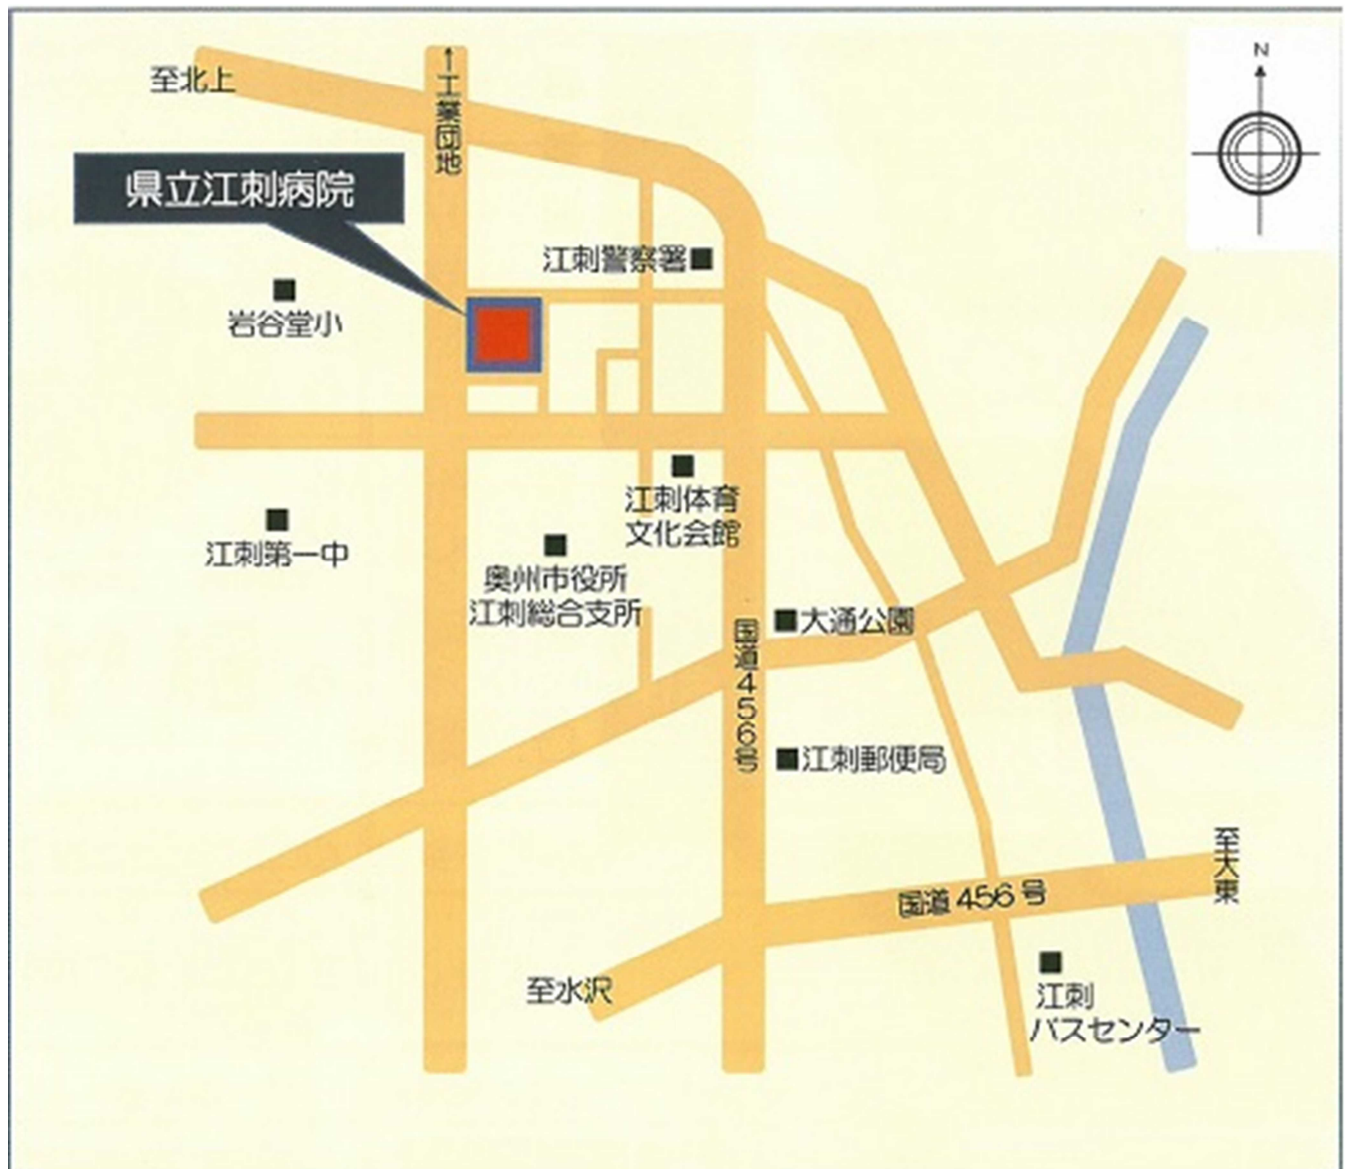 N
至北上
↑工業団地
県立江刺病院
江刺警察署
岩谷堂小
江刺体育
文化会館
江刺第一中
奥州市役所
江刺総合支所
大通公園
国道456号
江刺郵便局
至大東
国道456号
至水沢
江刺
バスセンター